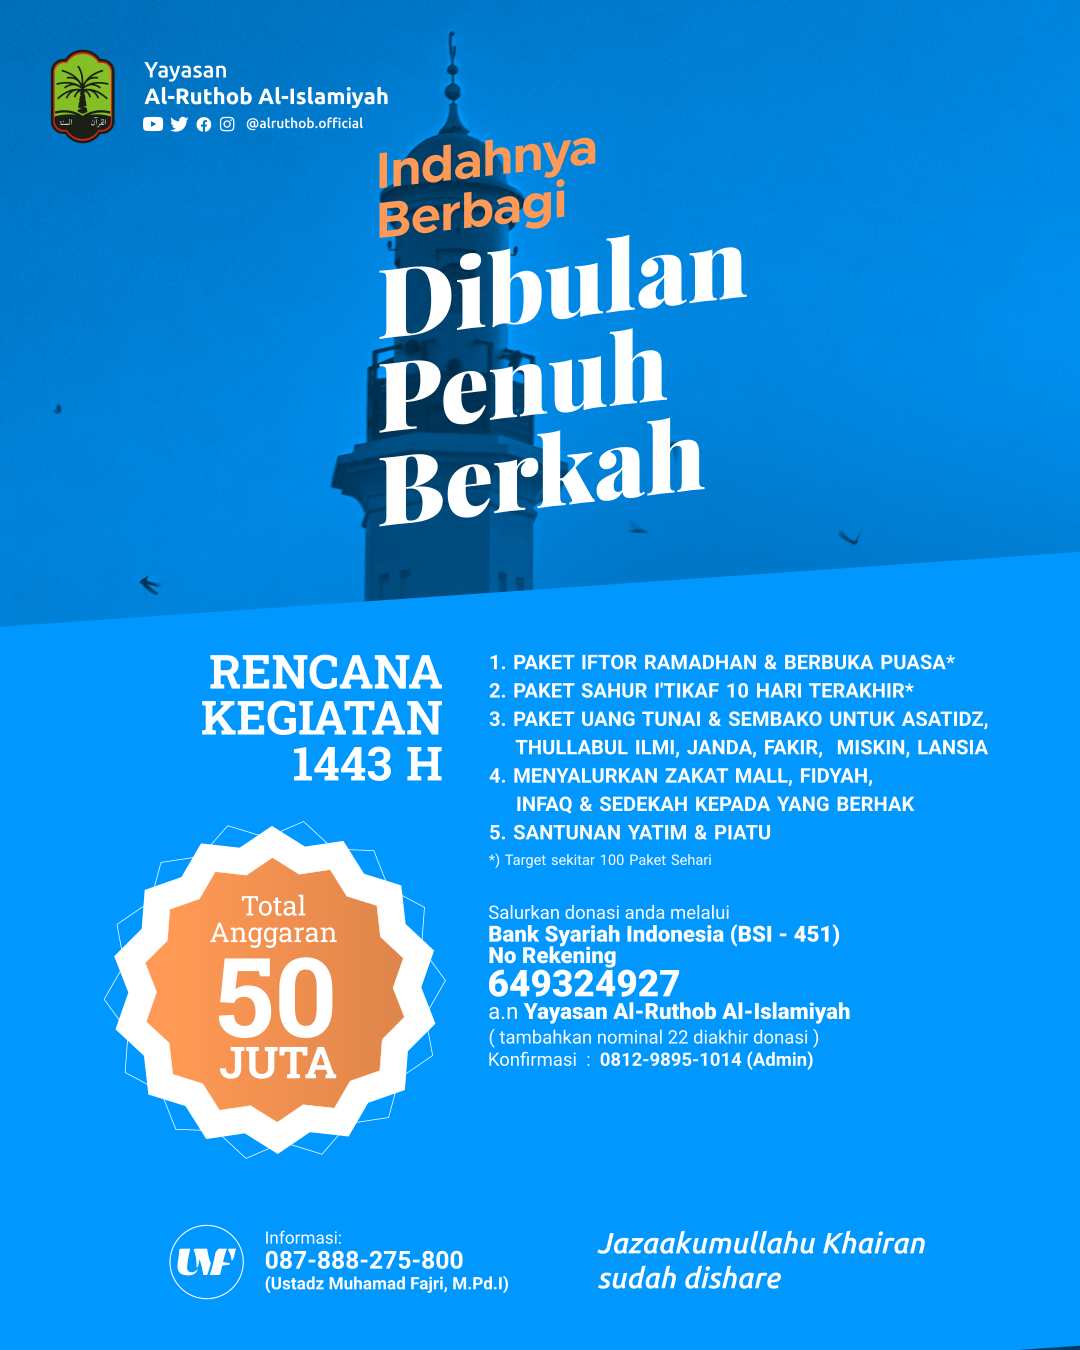 Yayasan
Al-Ruthob Al-Islamiyah
@alruthob.official
القرآن السنة
Indahnya
Berbagi
Dibulan
Penuh
Berkah
RENCANA
KEGIATAN
1443 H
1. PAKET IFTOR RAMADHAN & BERBUKA PUASA*
2. PAKET SAHUR I'TIKAF 10 HARI TERAKHIR*
3. PAKET UANG TUNAI & SEMBAKO UNTUK ASATIDZ,
THULLABUL ILMI, JANDA, FAKIR, MISKIN, LANSIA
4. MENYALURKAN ZAKAT MALL, FIDYAH,
INFAQ & SEDEKAH KEPADA YANG BERHAK
5. SANTUNAN YATIM & PIATU
*) Target sekitar 100 Paket Sehari
Total
Anggaran
50
JUTA
Salurkan donasi anda melalui
Bank Syariah Indonesia (BSI - 451)
No Rekening
649324927
a.n Yayasan Al-Ruthob Al-Islamiyah
( tambahkan nominal 22 diakhir donasi )
Konfirmasi : 0812-9895-1014 (Admin)
UMF
Informasi:
087-888-275-800
(Ustadz Muhamad Fajri, M.Pd.I)
Jazaakumullahu Khairan
sudah dishare